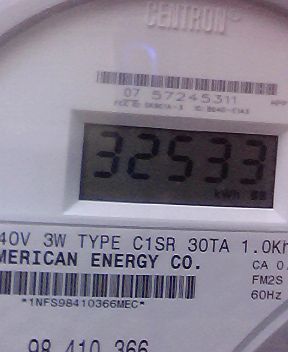 CENTRON®
07 57245311
32533
kWh
40V 3W TYPE C1SR 30TA 1.0Kh
MERICAN ENERGY CO.
CA 0.
FM2S
60Hz
*1NFS98410366MEC*
98 410 366